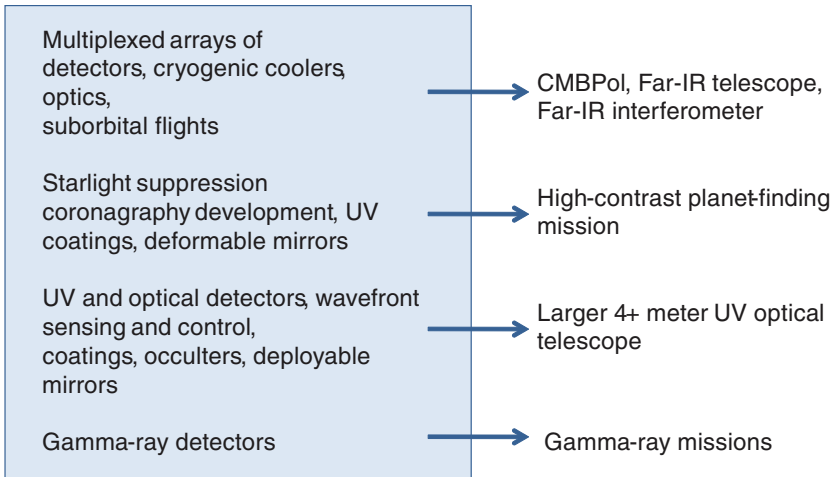 Multiplexed arrays of
detectors, cryogenic coolers,
optics,
suborbital flights
CMBPol, Far-IR telescope,
Far-IR interferometer
Starlight suppression
coronagraphy development, UV
coatings, deformable mirrors
High-contrast planet-finding
mission
UV and optical detectors, wavefront
sensing and control,
coatings, occulters, deployable
mirrors
Larger 4+ meter UV optical
telescope
Gamma-ray detectors
Gamma-ray missions